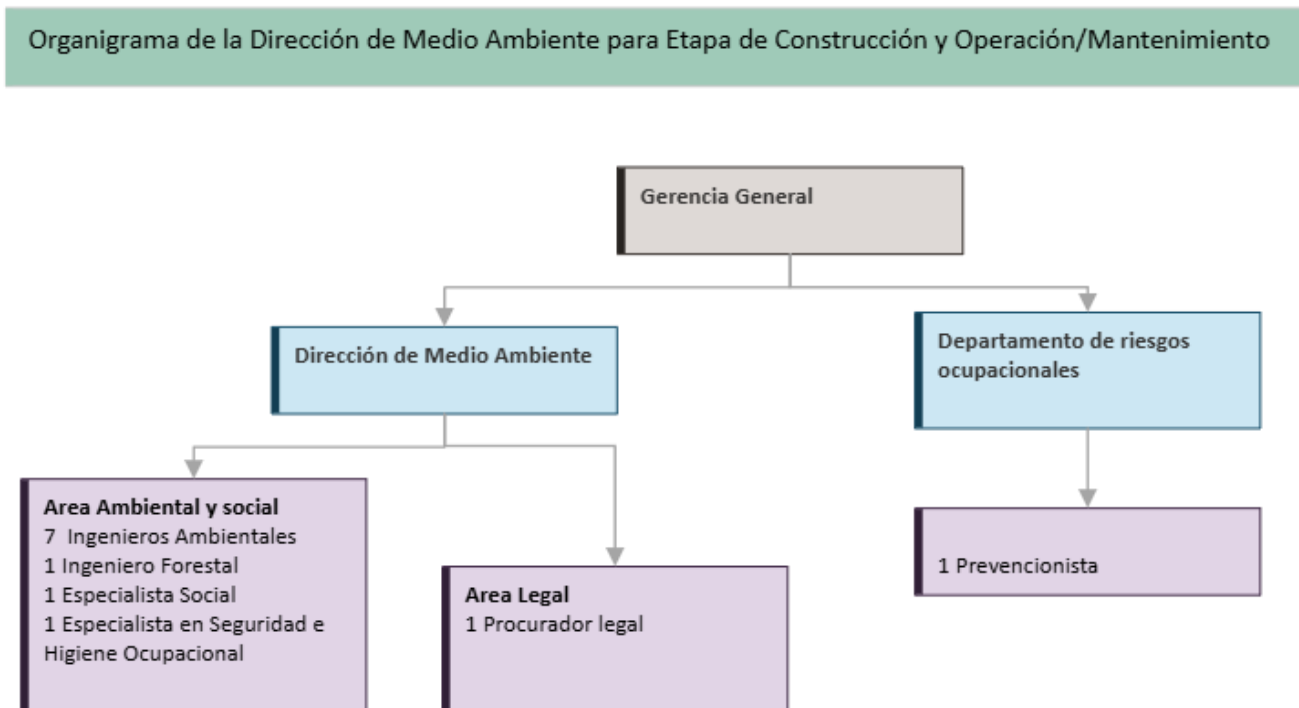 Organigrama de la Dirección de Medio Ambiente para Etapa de Construcción y Operación/Mantenimiento
Gerencia General
Dirección de Medio Ambiente
Departamento de riesgos
ocupacionales
Area Ambiental y social
7 Ingenieros Ambientales
1 Ingeniero Forestal
1 Especialista Social
1 Especialista en Seguridad e
Higiene Ocupacional
Area Legal
1 Procurador legal
1 Prevencionista